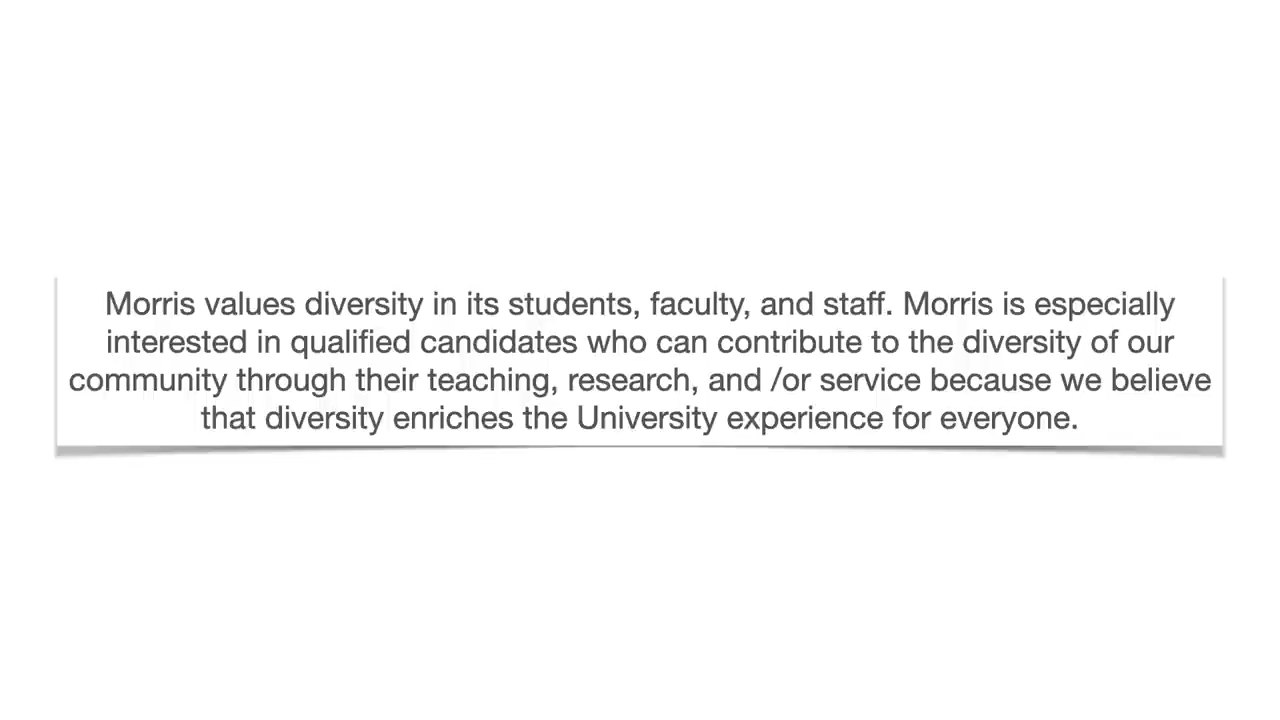 Morris values diversity in its students, faculty, and staff. Morris is especially
interested in qualified candidates who can contribute to the diversity of our
community through their teaching, research, and /or service because we believe
that diversity enriches the University experience for everyone.